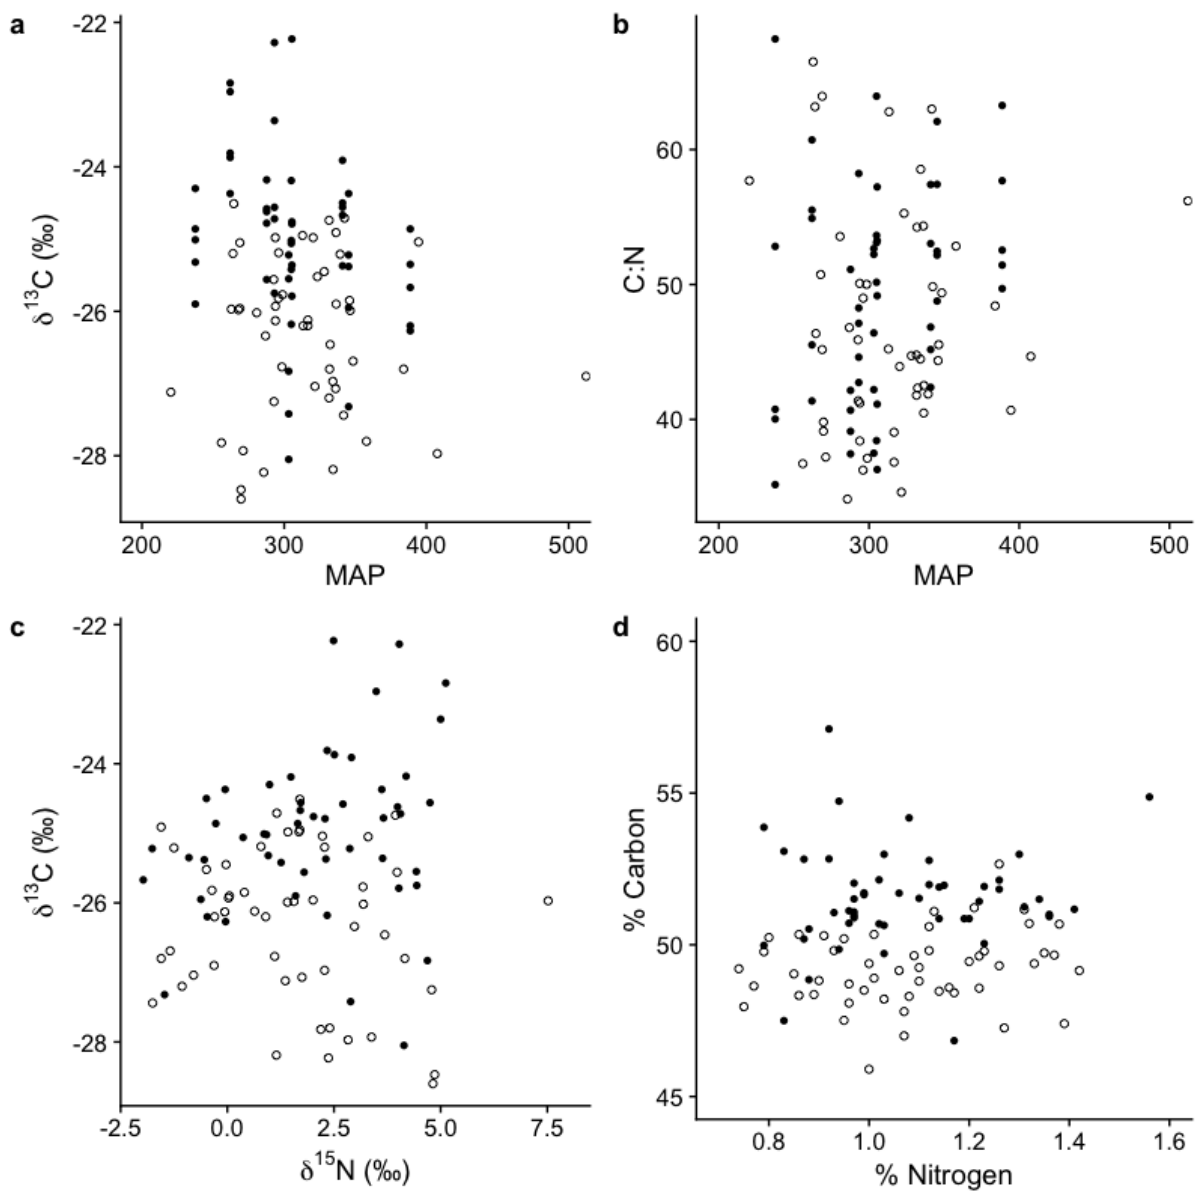 a
-22
-24
-26
-28
δ¹³C (‰)
200 300 400 500
MAP
b
60
50
40
C:N
200 300 400 500
MAP
c
-22
-24
-26
-28
δ¹³C (‰)
-2.5 0.0 2.5 5.0 7.5
δ¹⁵N (‰)
d
60
55
50
45
% Carbon
0.8 1.0 1.2 1.4 1.6
% Nitrogen